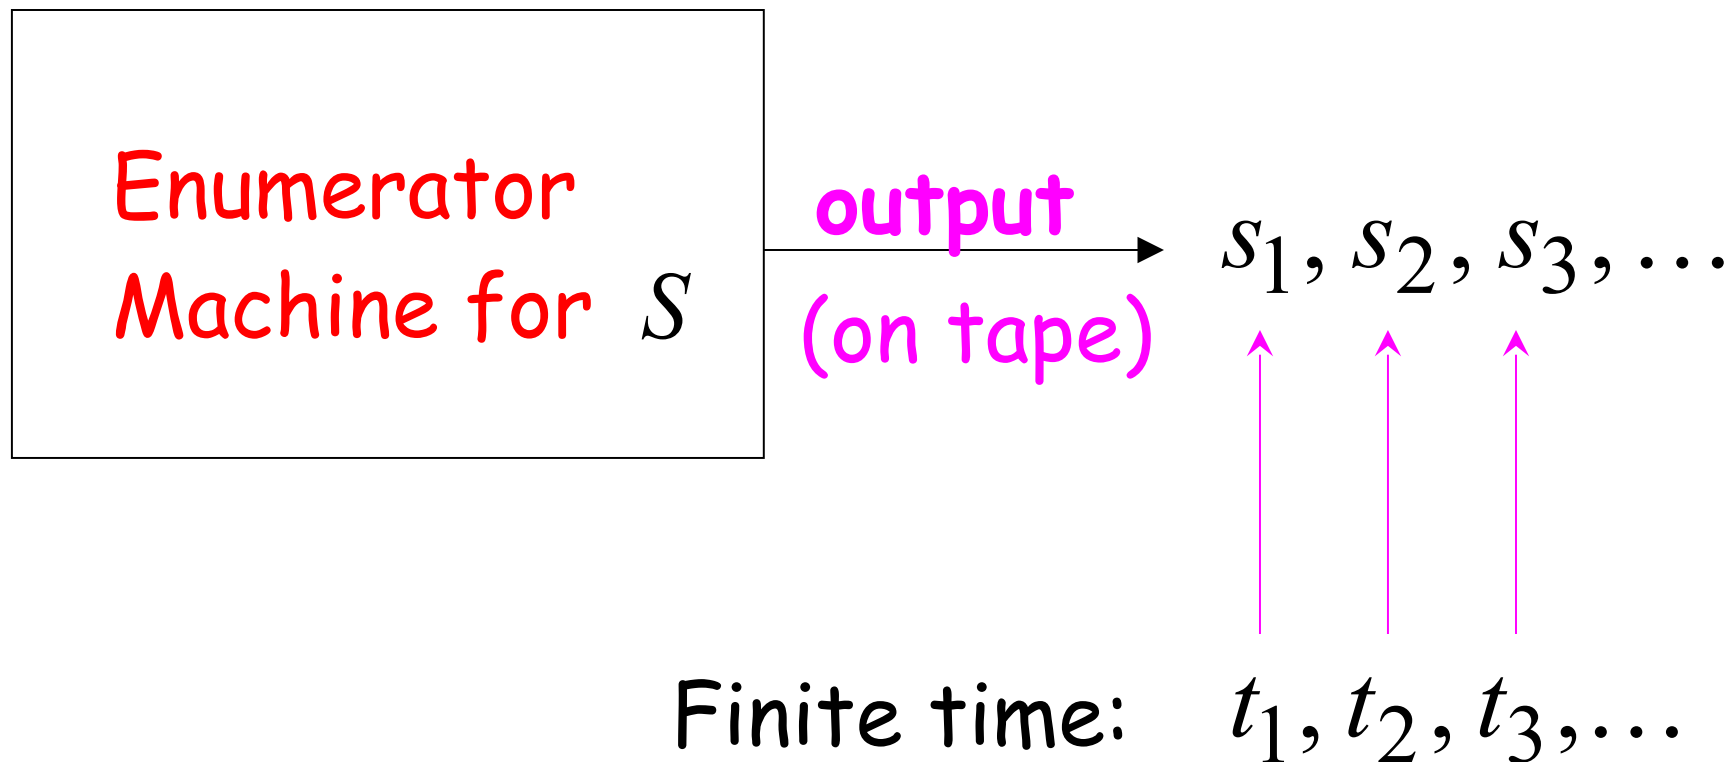 Enumerator
Machine for S
output
(on tape)
s₁, s₂, s₃, …
Finite time: t₁, t₂, t₃, …